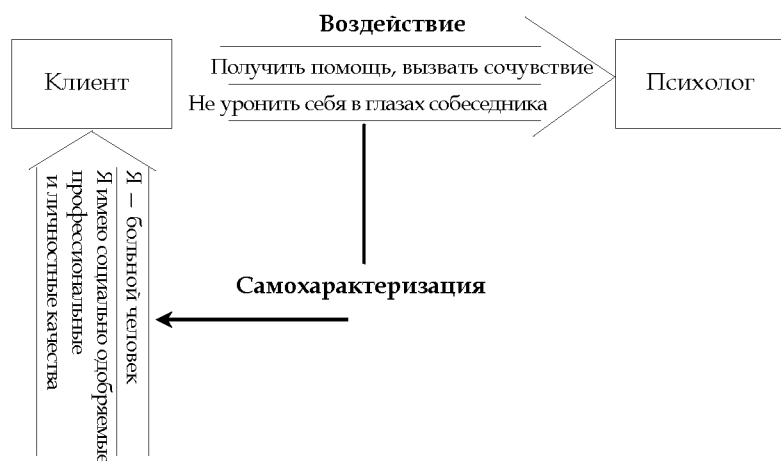 Воздействие
Клиент
Получить помощь, вызвать сочувствие
Не уронить себя в глазах собеседника
Психолог
Я — больной человек
Я имею социально одобряемые
профессиональные
и личностные качества
Самохарактеризация